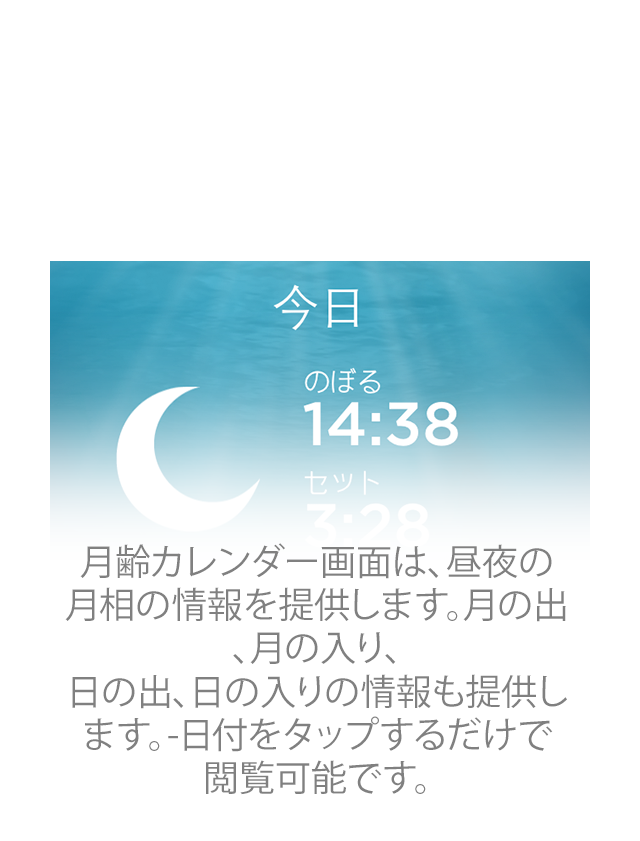 今日
のぼる
14:38
セット
3:28
月齢カレンダー画面は、昼夜の
月相の情報を提供します。月の出
、月の入り、
日の出、日の入りの情報も提供し
ます。-日付をタップするだけで
閲覧可能です。